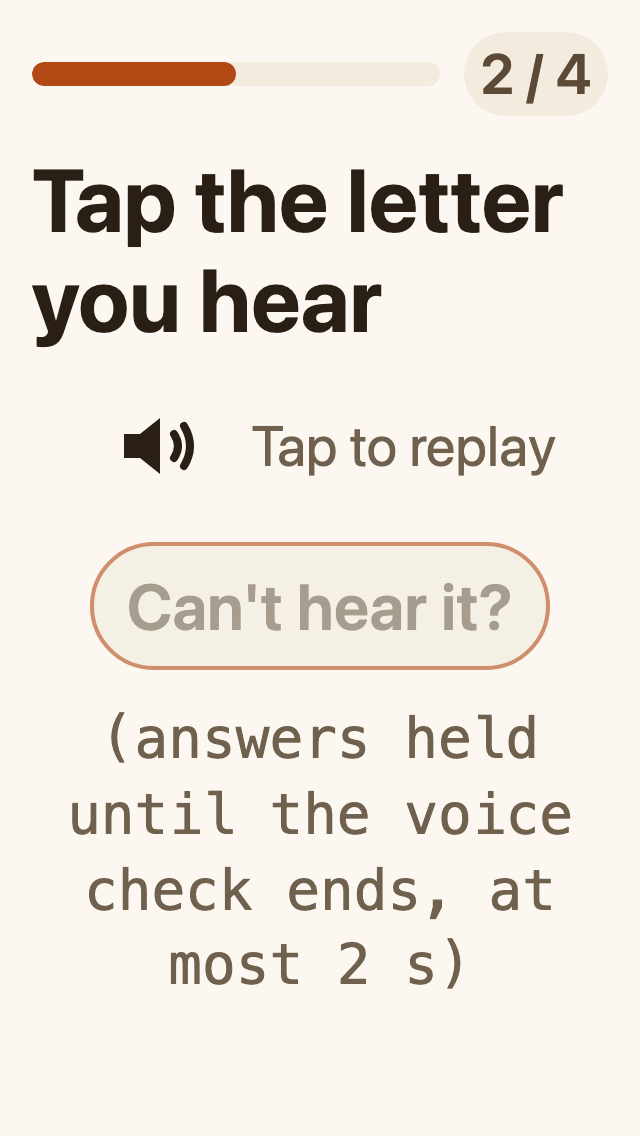 2 / 4
Tap the letter
you hear
Tap to replay
Can't hear it?
(answers held
until the voice
check ends, at
most 2 s)